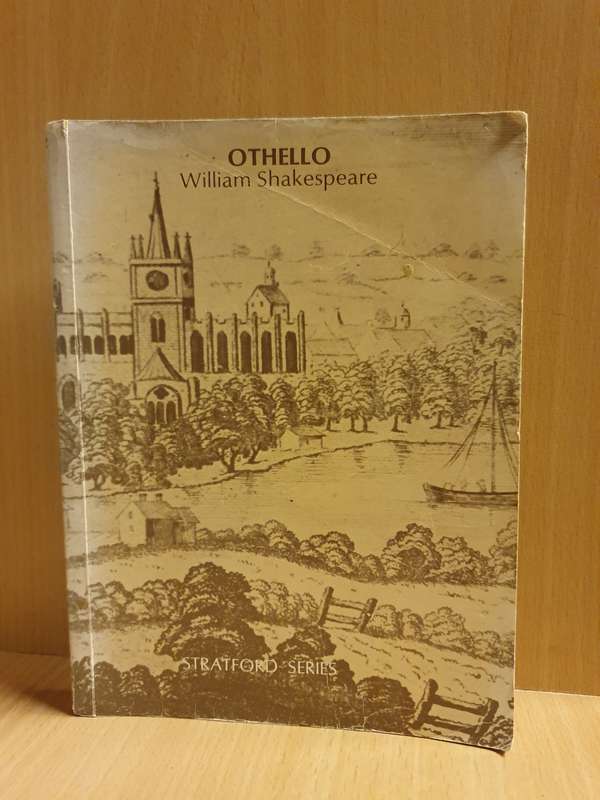 OTHELLO
William Shakespeare
STRATFORD SERIES